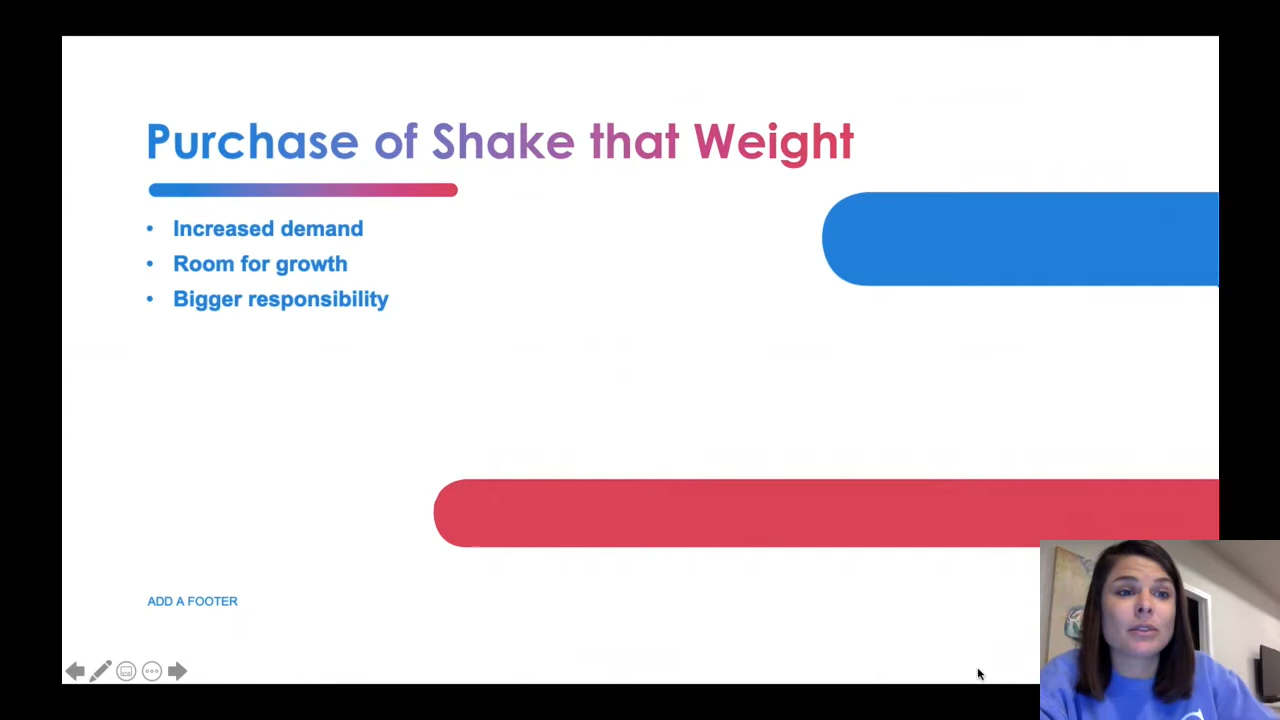 Purchase of Shake that Weight
• Increased demand
• Room for growth
• Bigger responsibility
ADD A FOOTER